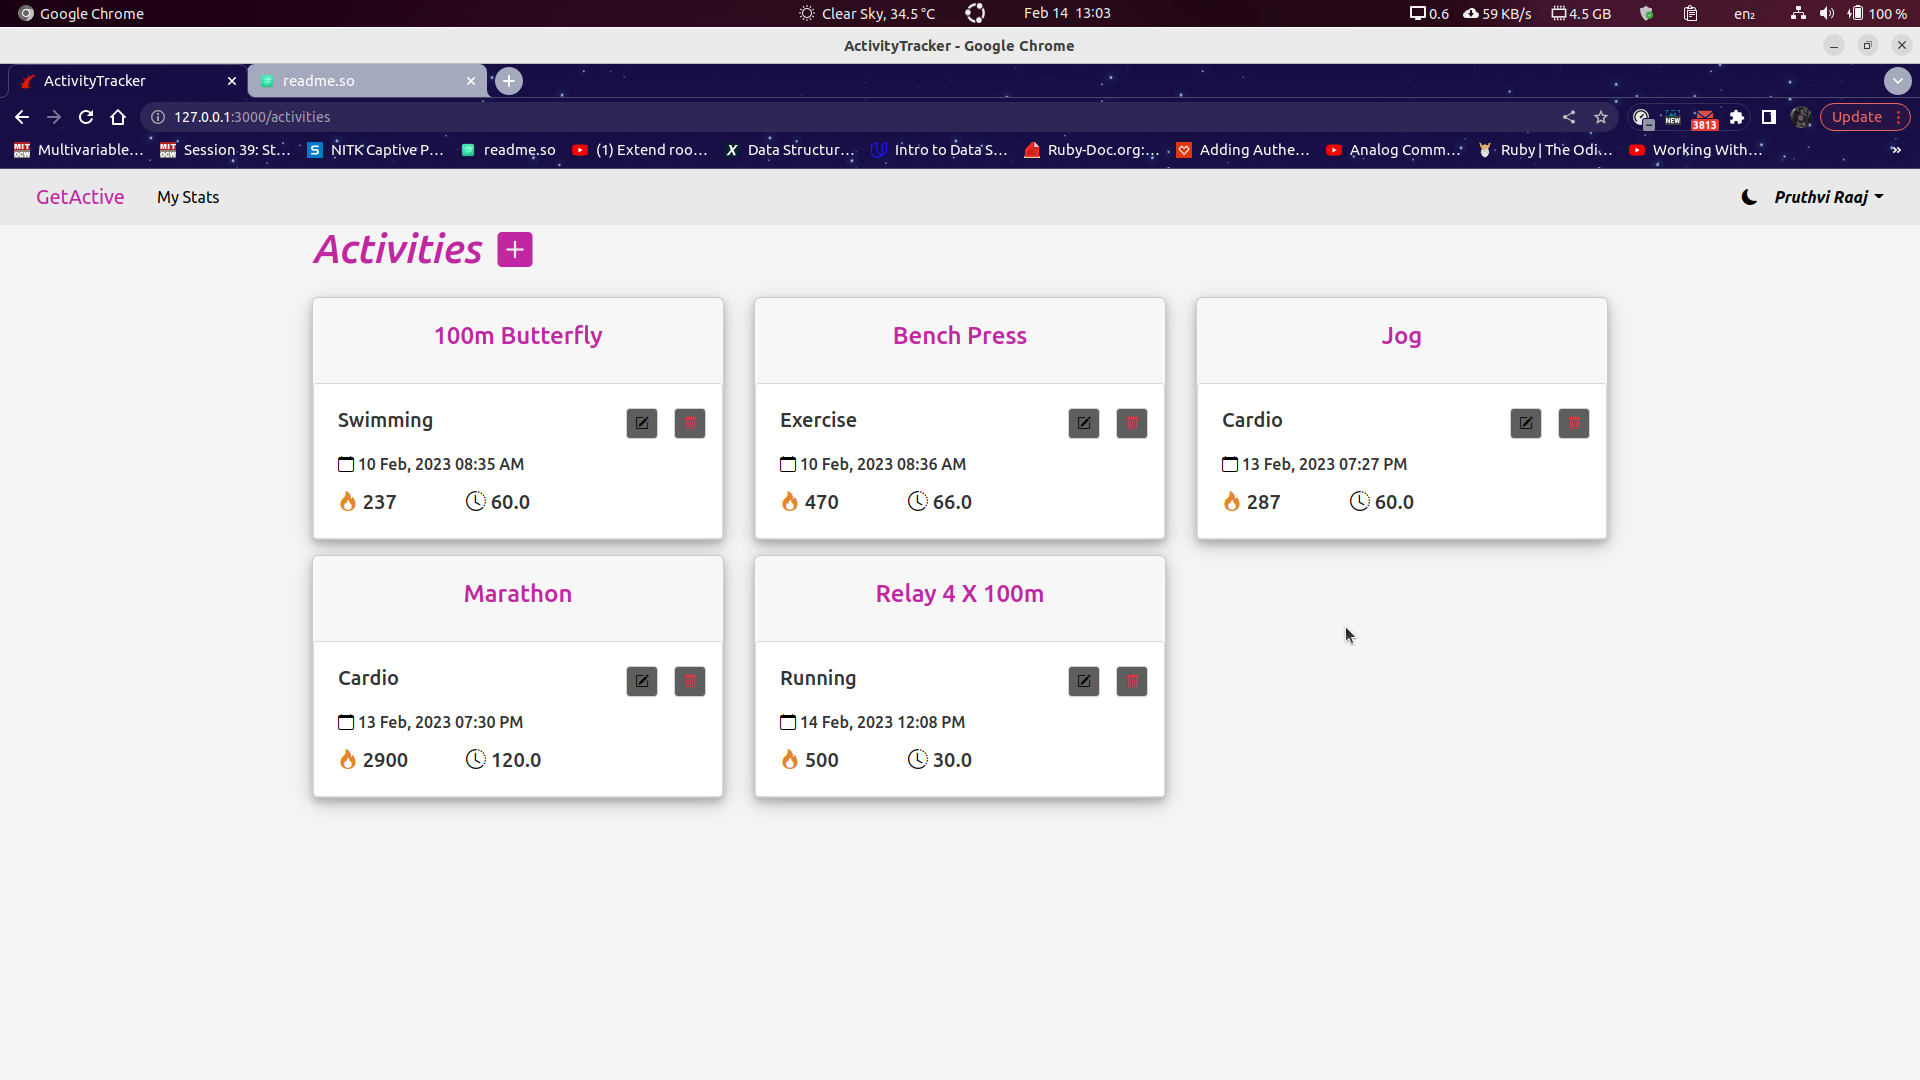 Google Chrome
Clear Sky, 34.5 °C
Feb 14 13:03
0.6
59 KB/s
4.5 GB
en₂
100 %
ActivityTracker - Google Chrome
ActivityTracker
readme.so
127.0.0.1:3000/activities
NEW
3813
Update
MIT OCW
Multivariable...
MIT OCW
Session 39: St...
S
NITK Captive P...
readme.so
(1) Extend roo...
X
Data Structur...
Intro to Data S...
Ruby-Doc.org:...
Adding Authe...
Analog Comm...
Ruby | The Odi...
Working With...
»
GetActive
My Stats
Pruthvi Raaj
Activities
100m Butterfly
Swimming
10 Feb, 2023 08:35 AM
237 60.0
Bench Press
Exercise
10 Feb, 2023 08:36 AM
470 66.0
Jog
Cardio
13 Feb, 2023 07:27 PM
287 60.0
Marathon
Cardio
13 Feb, 2023 07:30 PM
2900 120.0
Relay 4 X 100m
Running
14 Feb, 2023 12:08 PM
500 30.0